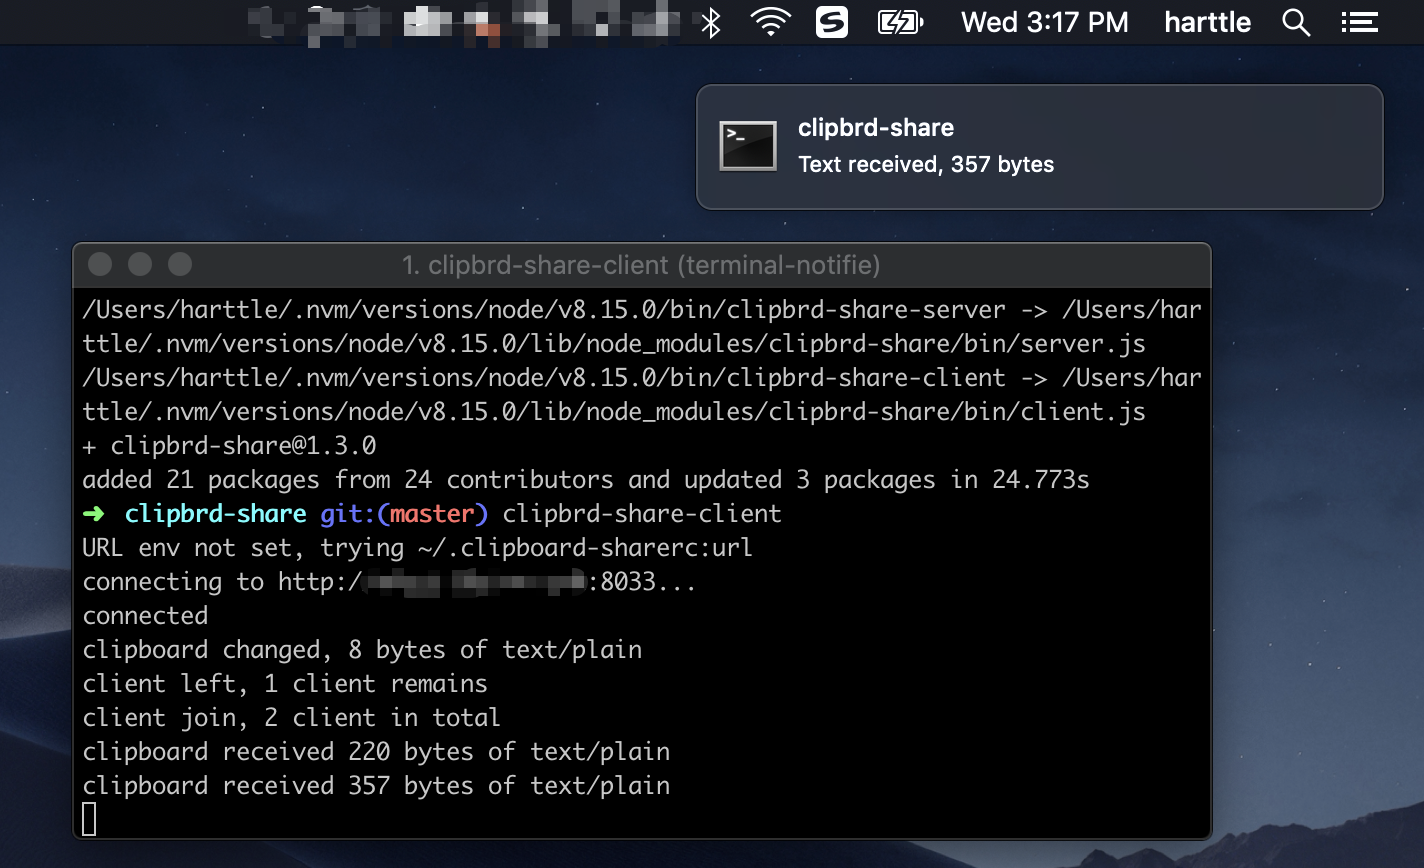 Wed 3:17 PM harttle
clipbrd-share
Text received, 357 bytes
1. clipbrd-share-client (terminal-notifie)
/Users/harttle/.nvm/versions/node/v8.15.0/bin/clipbrd-share-server -> /Users/har
ttle/.nvm/versions/node/v8.15.0/lib/node_modules/clipbrd-share/bin/server.js
/Users/harttle/.nvm/versions/node/v8.15.0/bin/clipbrd-share-client -> /Users/har
ttle/.nvm/versions/node/v8.15.0/lib/node_modules/clipbrd-share/bin/client.js
+ clipbrd-share@1.3.0
added 21 packages from 24 contributors and updated 3 packages in 24.773s
➜ clipbrd-share git:(master) clipbrd-share-client
URL env not set, trying ~/.clipboard-sharerc:url
connecting to http:/ :8033...
connected
clipboard changed, 8 bytes of text/plain
client left, 1 client remains
client join, 2 client in total
clipboard received 220 bytes of text/plain
clipboard received 357 bytes of text/plain